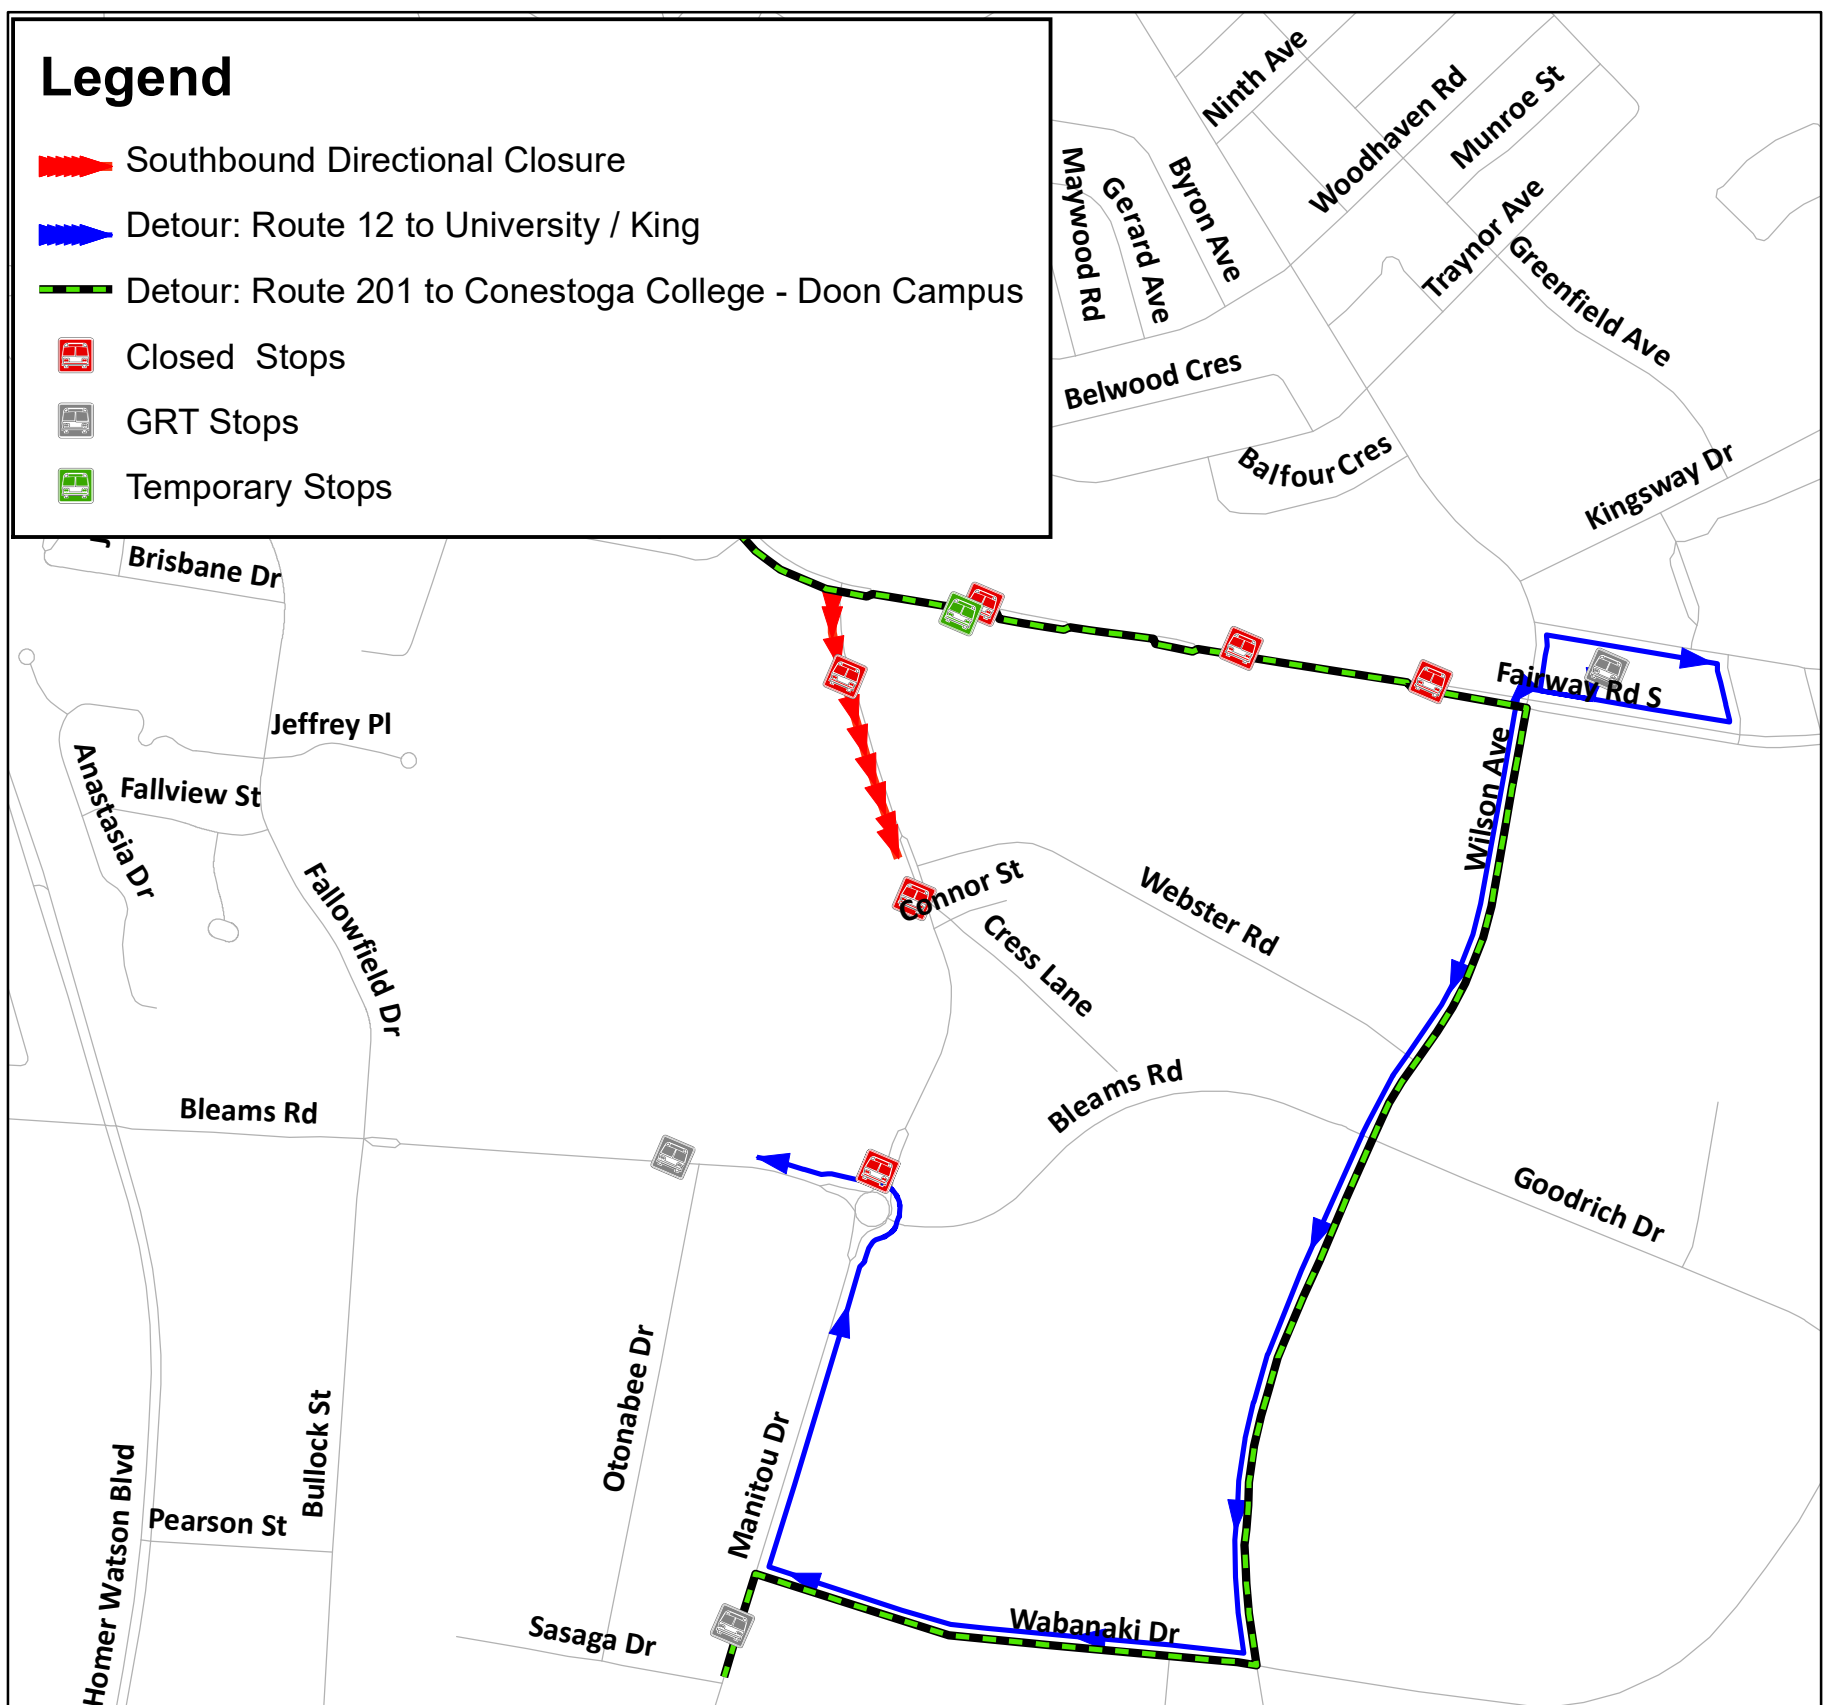 Legend
Southbound Directional Closure
Detour: Route 12 to University / King
Detour: Route 201 to Conestoga College - Doon Campus
Closed  Stops
GRT Stops
Temporary Stops
Ninth Ave
Woodhaven Rd
Munroe St
Maywood Rd
Gerard Ave
Byron Ave
Traynor Ave
Greenfield Ave
Belwood Cres
Balfour Cres
Kingsway Dr
Brisbane Dr
Fairway Rd S
Jeffrey Pl
Anastasia Dr
Fallview St
Wilson Ave
Fallowfield Dr
Connor St
Webster Rd
Cress Lane
Bleams Rd
Bleams Rd
Goodrich Dr
Otonabee Dr
Manitou Dr
Bullock St
Homer Watson Blvd
Pearson St
Sasaga Dr
Wabanaki Dr